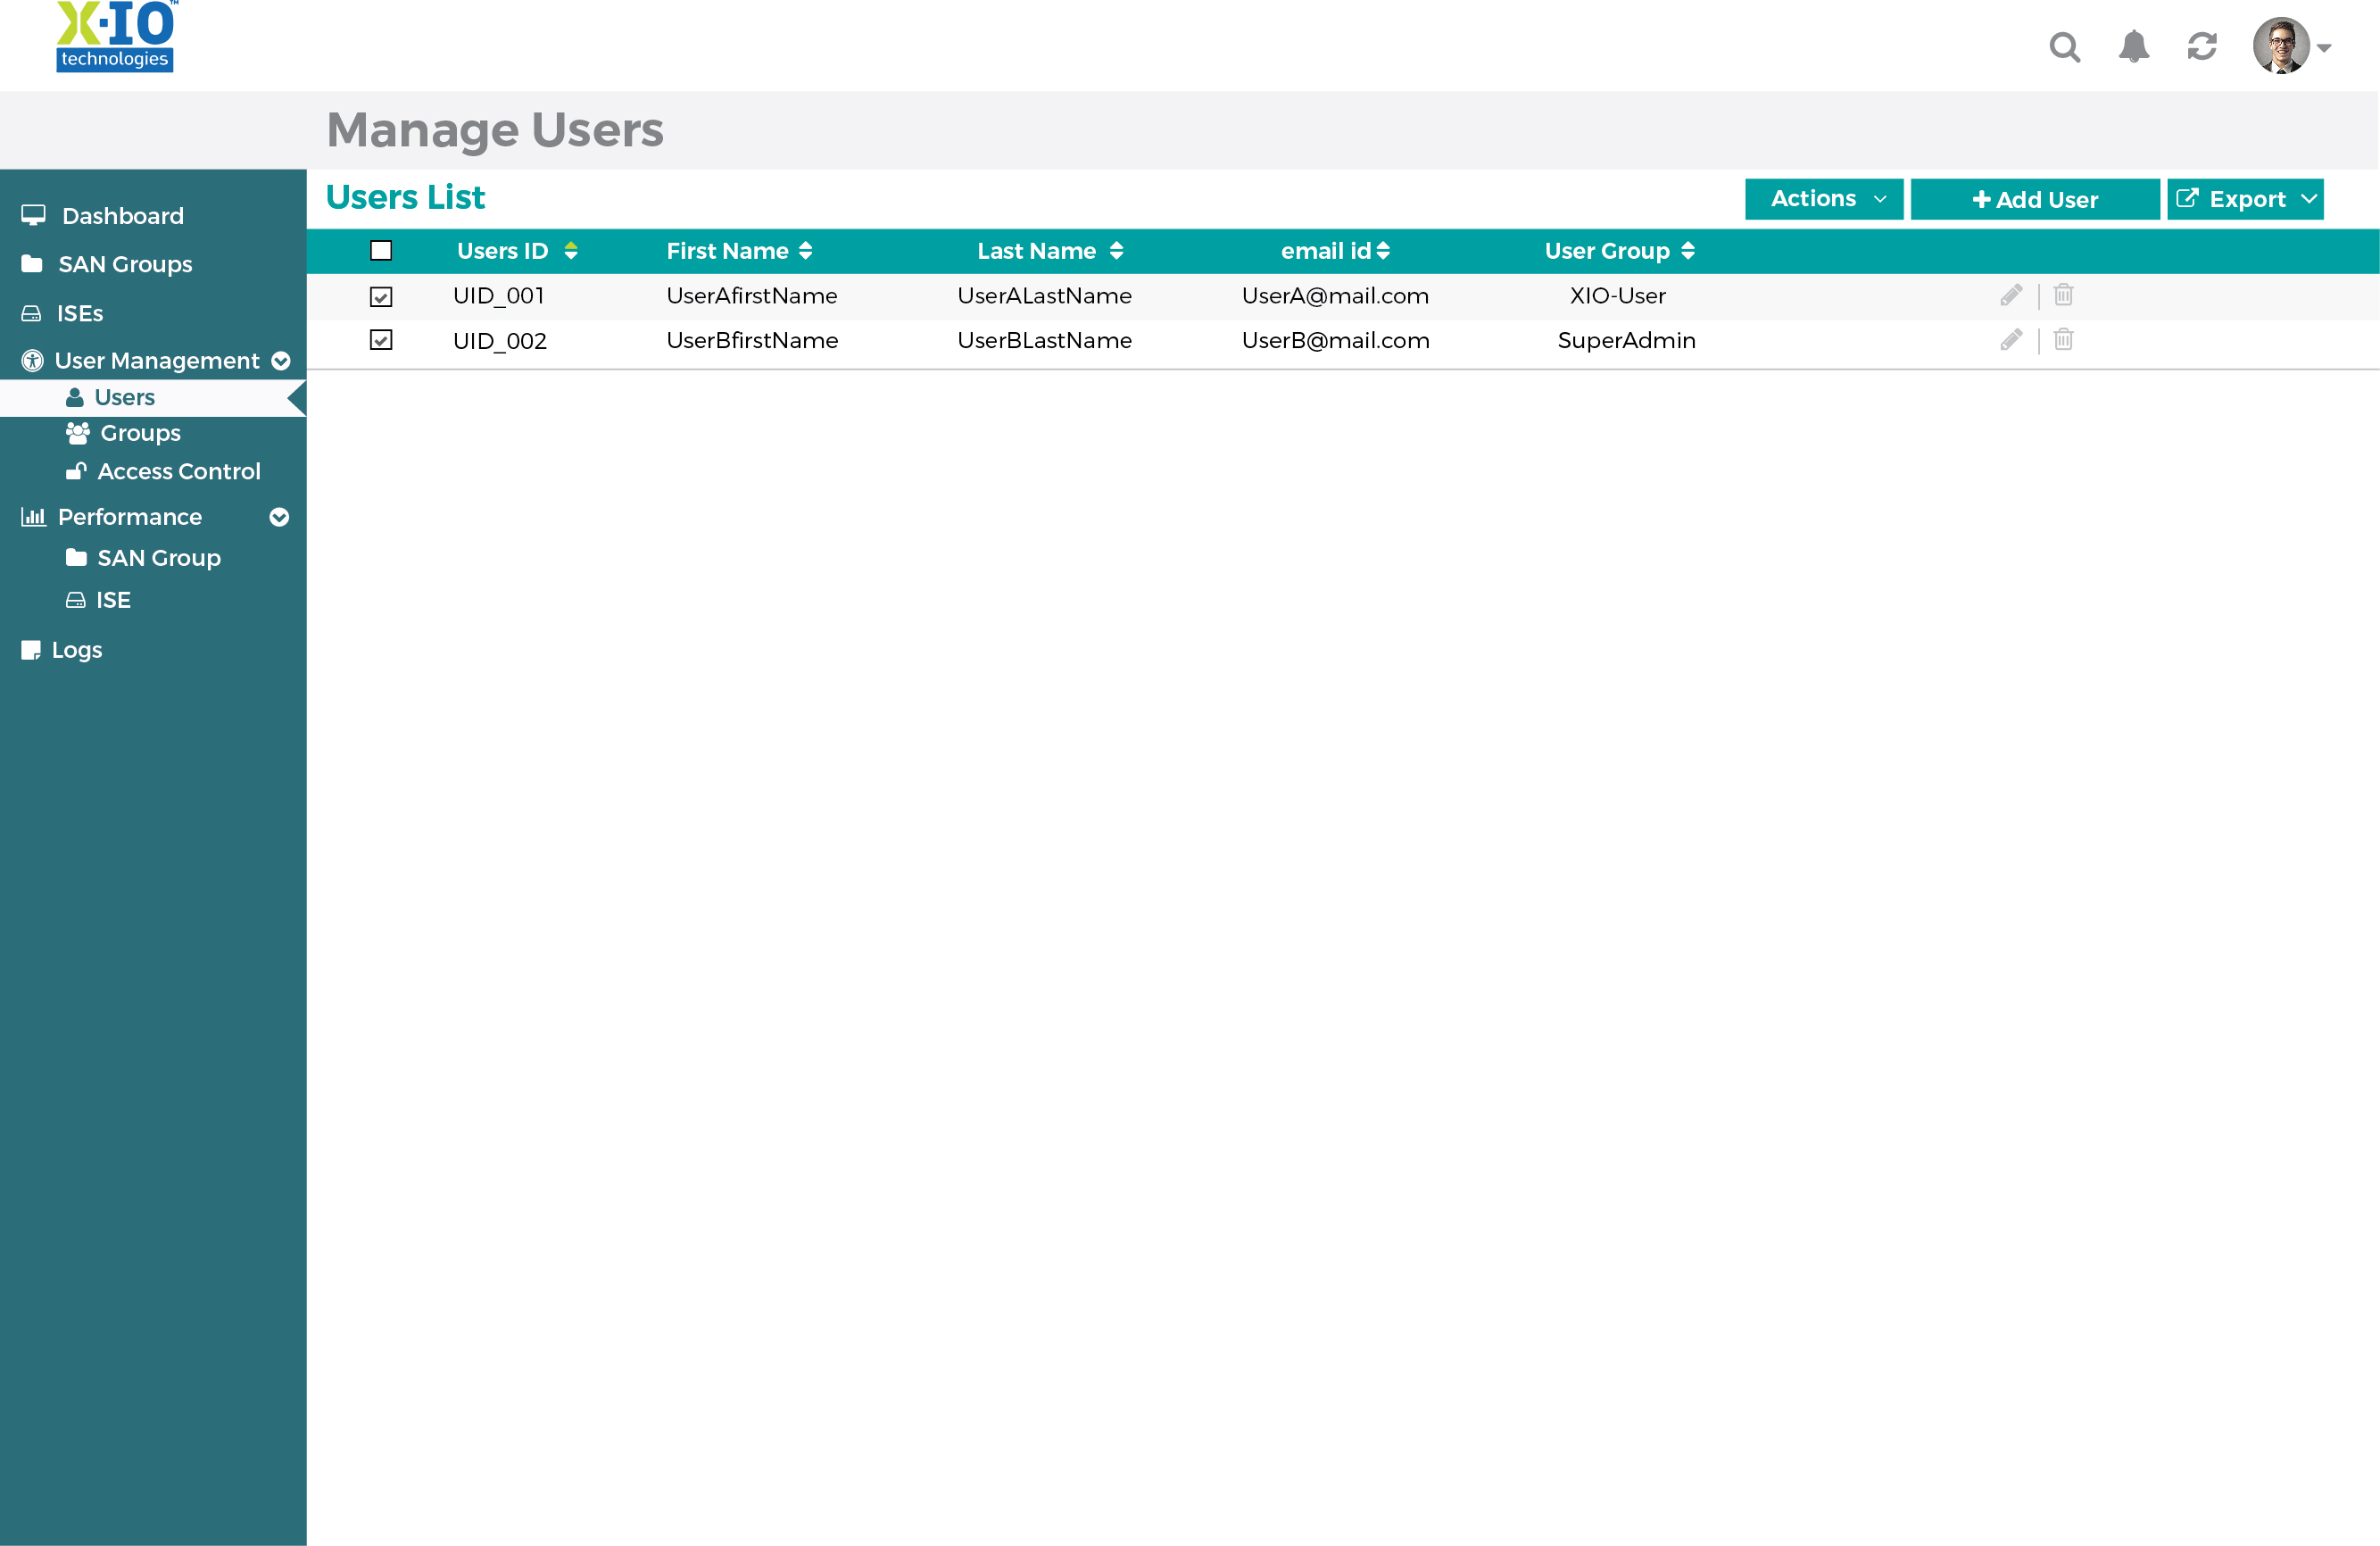 X-IO™
technologies
Manage Users
Users List
Actions
Add User
Export
Users ID First Name Last Name email id User Group
UID_001 UserAfirstName UserALastName UserA@mail.com XIO-User
UID_002 UserBfirstName UserBLastName UserB@mail.com SuperAdmin
Dashboard
SAN Groups
ISEs
User Management
Users
Groups
Access Control
Performance
SAN Group
ISE
Logs